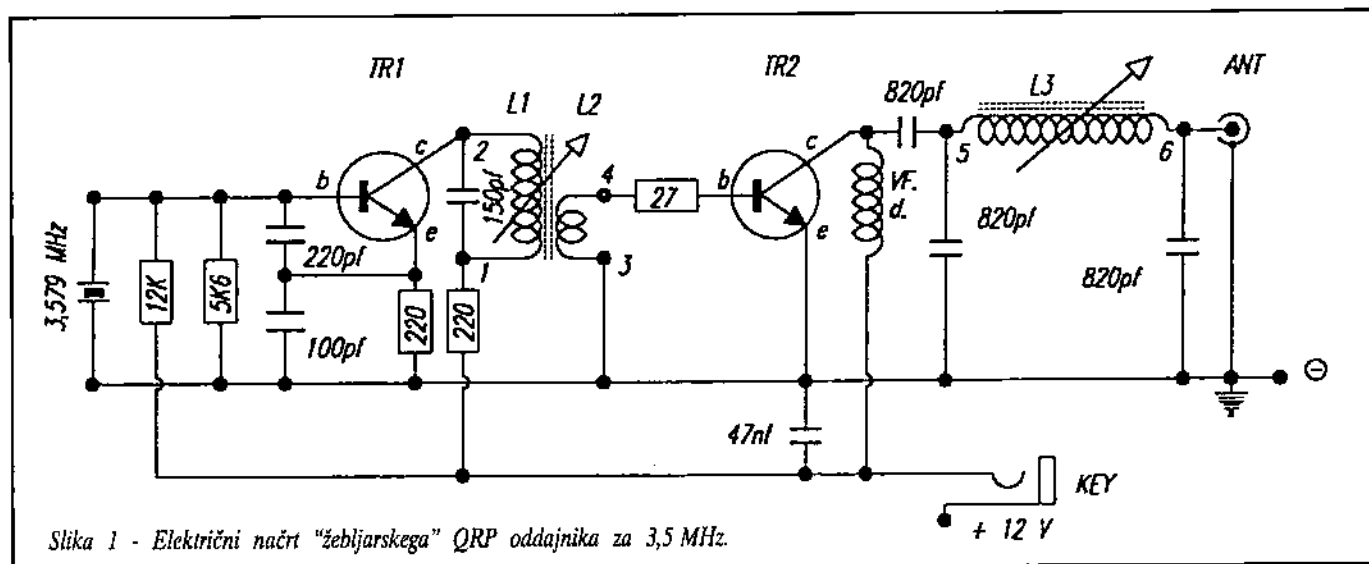 TR1
TR2
ANT
L1
L2
820pf
L3
c
2
c
5
6
b
150pf
4
27
b
VF.
d.
e
e
3,579 MHz
12K
5K6
220pf
1
3
820pf
820pf
220
220
100pf
47nf
KEY
+ 12 V
Slika 1 - Električni načrt "žebljarskega" QRP oddajnika za 3,5 MHz.